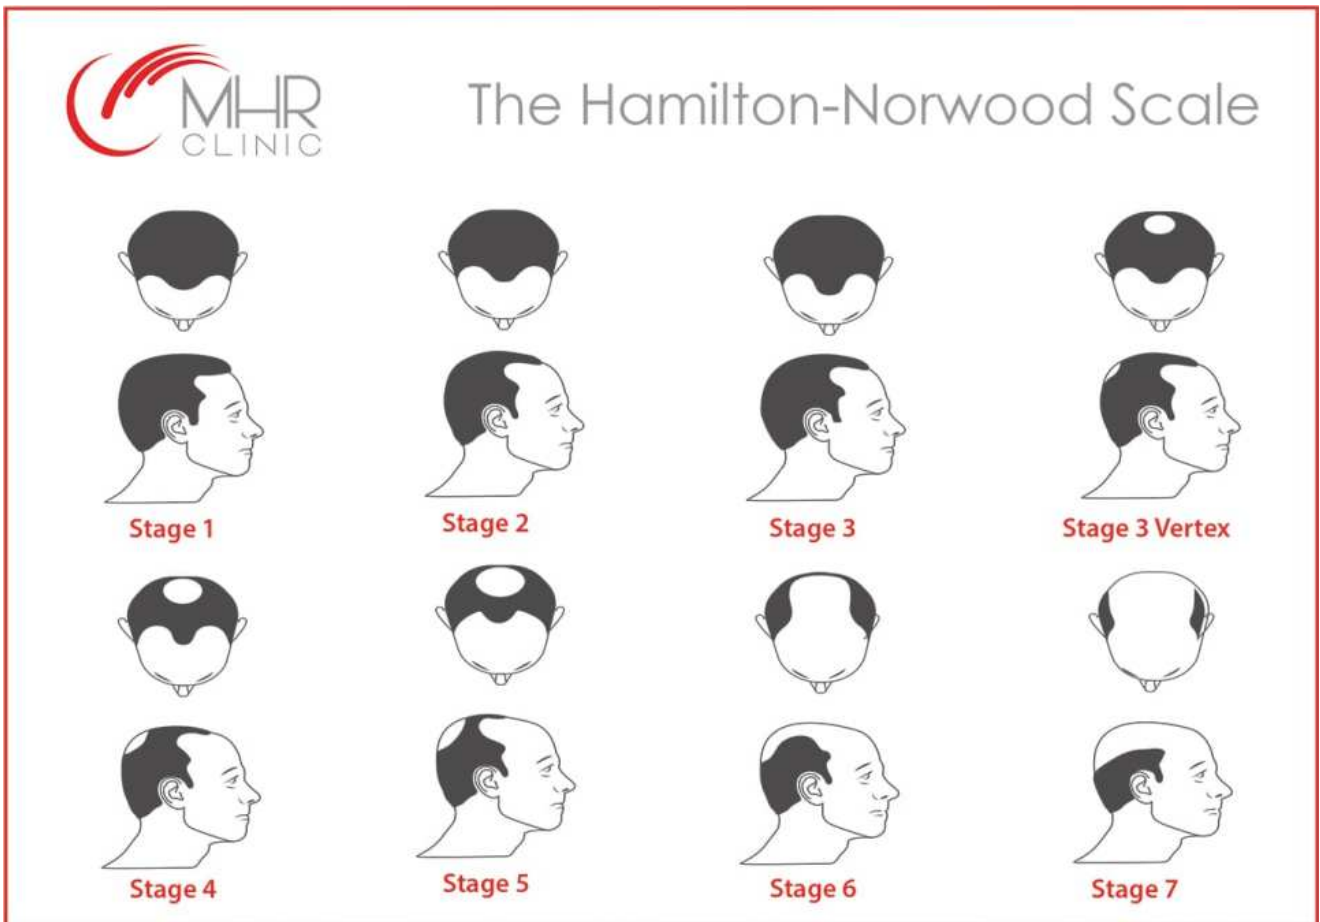 MHR
CLINIC
The Hamilton-Norwood Scale
Stage 1
Stage 2
Stage 3
Stage 3 Vertex
Stage 4
Stage 5
Stage 6
Stage 7